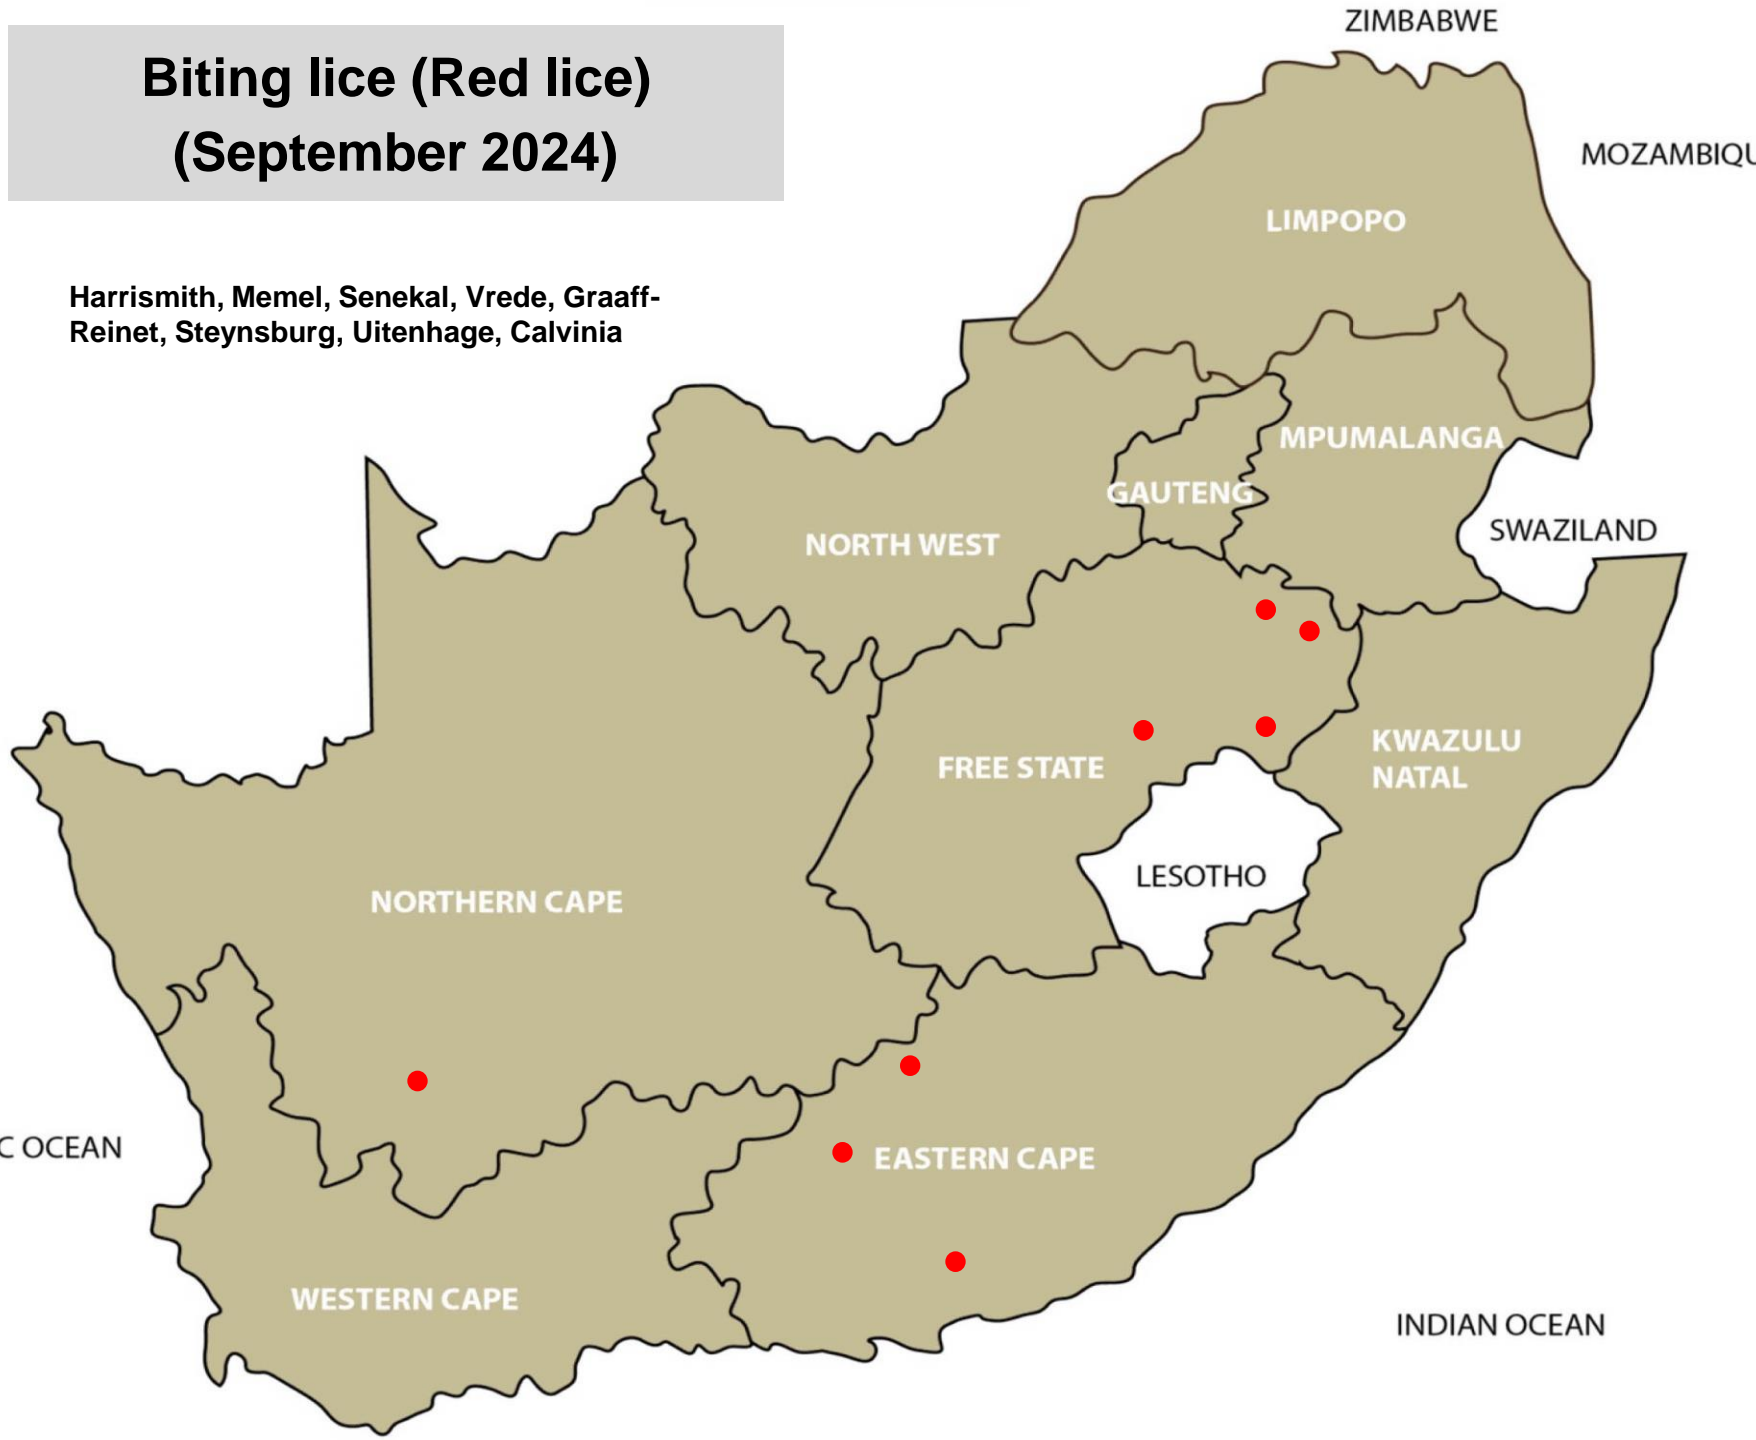 Biting lice (Red lice)
(September 2024)
Harrismith, Memel, Senekal, Vrede, Graaff-
Reinet, Steynsburg, Uitenhage, Calvinia
ZIMBABWE
MOZAMBIQU
LIMPOPO
MPUMALANGA
GAUTENG
SWAZILAND
NORTH WEST
KWAZULU
NATAL
FREE STATE
LESOTHO
NORTHERN CAPE
C OCEAN
EASTERN CAPE
WESTERN CAPE
INDIAN OCEAN